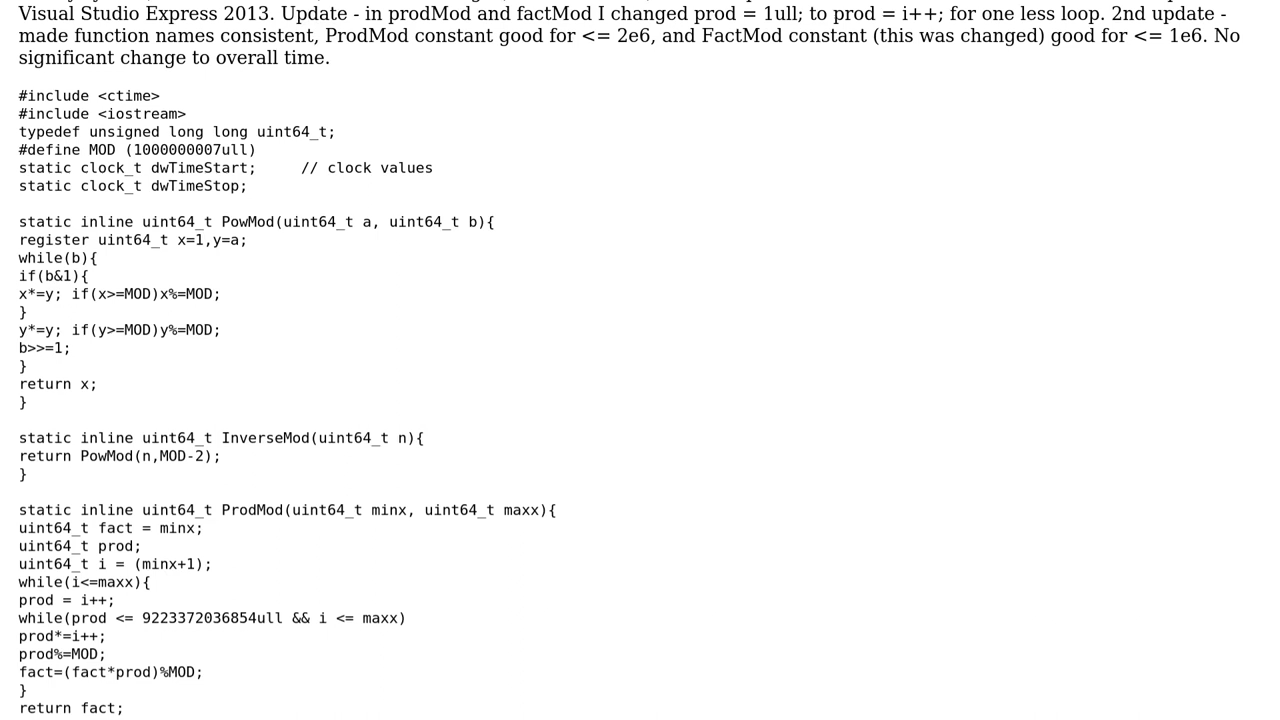 Visual Studio Express 2013. Update - in prodMod and factMod I changed prod = 1ull; to prod = i++; for one less loop. 2nd update -
made function names consistent, ProdMod constant good for <= 2e6, and FactMod constant (this was changed) good for <= 1e6. No
significant change to overall time.
#include <ctime>
#include <iostream>
typedef unsigned long long uint64_t;
#define MOD (1000000007ull)
static clock_t dwTimeStart;     // clock values
static clock_t dwTimeStop;
static inline uint64_t PowMod(uint64_t a, uint64_t b){
register uint64_t x=1,y=a;
while(b){
if(b&1){
x*=y; if(x>=MOD)x%=MOD;
}
y*=y; if(y>=MOD)y%=MOD;
b>>=1;
}
return x;
}
static inline uint64_t InverseMod(uint64_t n){
return PowMod(n,MOD-2);
}
static inline uint64_t ProdMod(uint64_t minx, uint64_t maxx){
uint64_t fact = minx;
uint64_t prod;
uint64_t i = (minx+1);
while(i<=maxx){
prod = i++;
while(prod <= 9223372036854ull && i <= maxx)
prod*=i++;
prod%=MOD;
fact=(fact*prod)%MOD;
}
return fact;